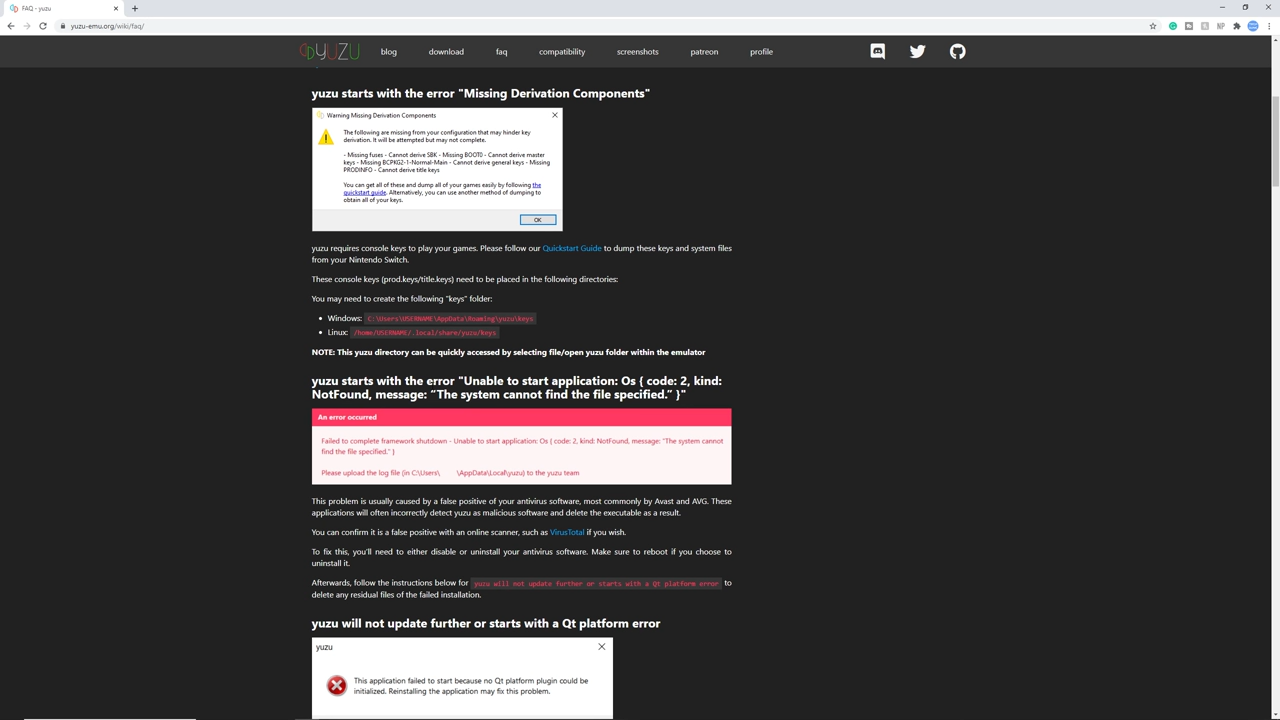 FAQ - yuzu
yuzu-emu.org/wiki/faq/
YUZU blog download faq compatibility screenshots patreon profile
yuzu starts with the error "Missing Derivation Components"
Warning Missing Derivation Components
The following are missing from your configuration that may hinder key
derivation. It will be attempted but may not complete.
- Missing fuses - Cannot derive SBK - Missing BOOT0 - Cannot derive master
keys - Missing BCPKG2-1-Normal-Main - Cannot derive general keys - Missing
PRODINFO - Cannot derive title keys
You can get all of these and dump all of your games easily by following the
quickstart guide. Alternatively, you can use another method of dumping to
obtain all of your keys.
OK
yuzu requires console keys to play your games. Please follow our Quickstart Guide to dump these keys and system files
from your Nintendo Switch.
These console keys (prod.keys/title.keys) need to be placed in the following directories:
You may need to create the following "keys" folder:
• Windows: C:\Users\USERNAME\AppData\Roaming\yuzu\keys
• Linux: /home/USERNAME/.local/share/yuzu/keys
NOTE: This yuzu directory can be quickly accessed by selecting file/open yuzu folder within the emulator
yuzu starts with the error "Unable to start application: Os { code: 2, kind:
NotFound, message: “The system cannot find the file specified.” }"
An error occurred
Failed to complete framework shutdown - Unable to start application: Os { code: 2, kind: NotFound, message: "The system cannot
find the file specified." }
Please upload the log file (in C:\Users\ \AppData\Local\yuzu) to the yuzu team
This problem is usually caused by a false positive of your antivirus software, most commonly by Avast and AVG. These
applications will often incorrectly detect yuzu as malicious software and delete the executable as a result.
You can confirm it is a false positive with an online scanner, such as VirusTotal if you wish.
To fix this, you’ll need to either disable or uninstall your antivirus software. Make sure to reboot if you choose to
uninstall it.
Afterwards, follow the instructions below for yuzu will not update further or starts with a Qt platform error to
delete any residual files of the failed installation.
yuzu will not update further or starts with a Qt platform error
yuzu
This application failed to start because no Qt platform plugin could be
initialized. Reinstalling the application may fix this problem.